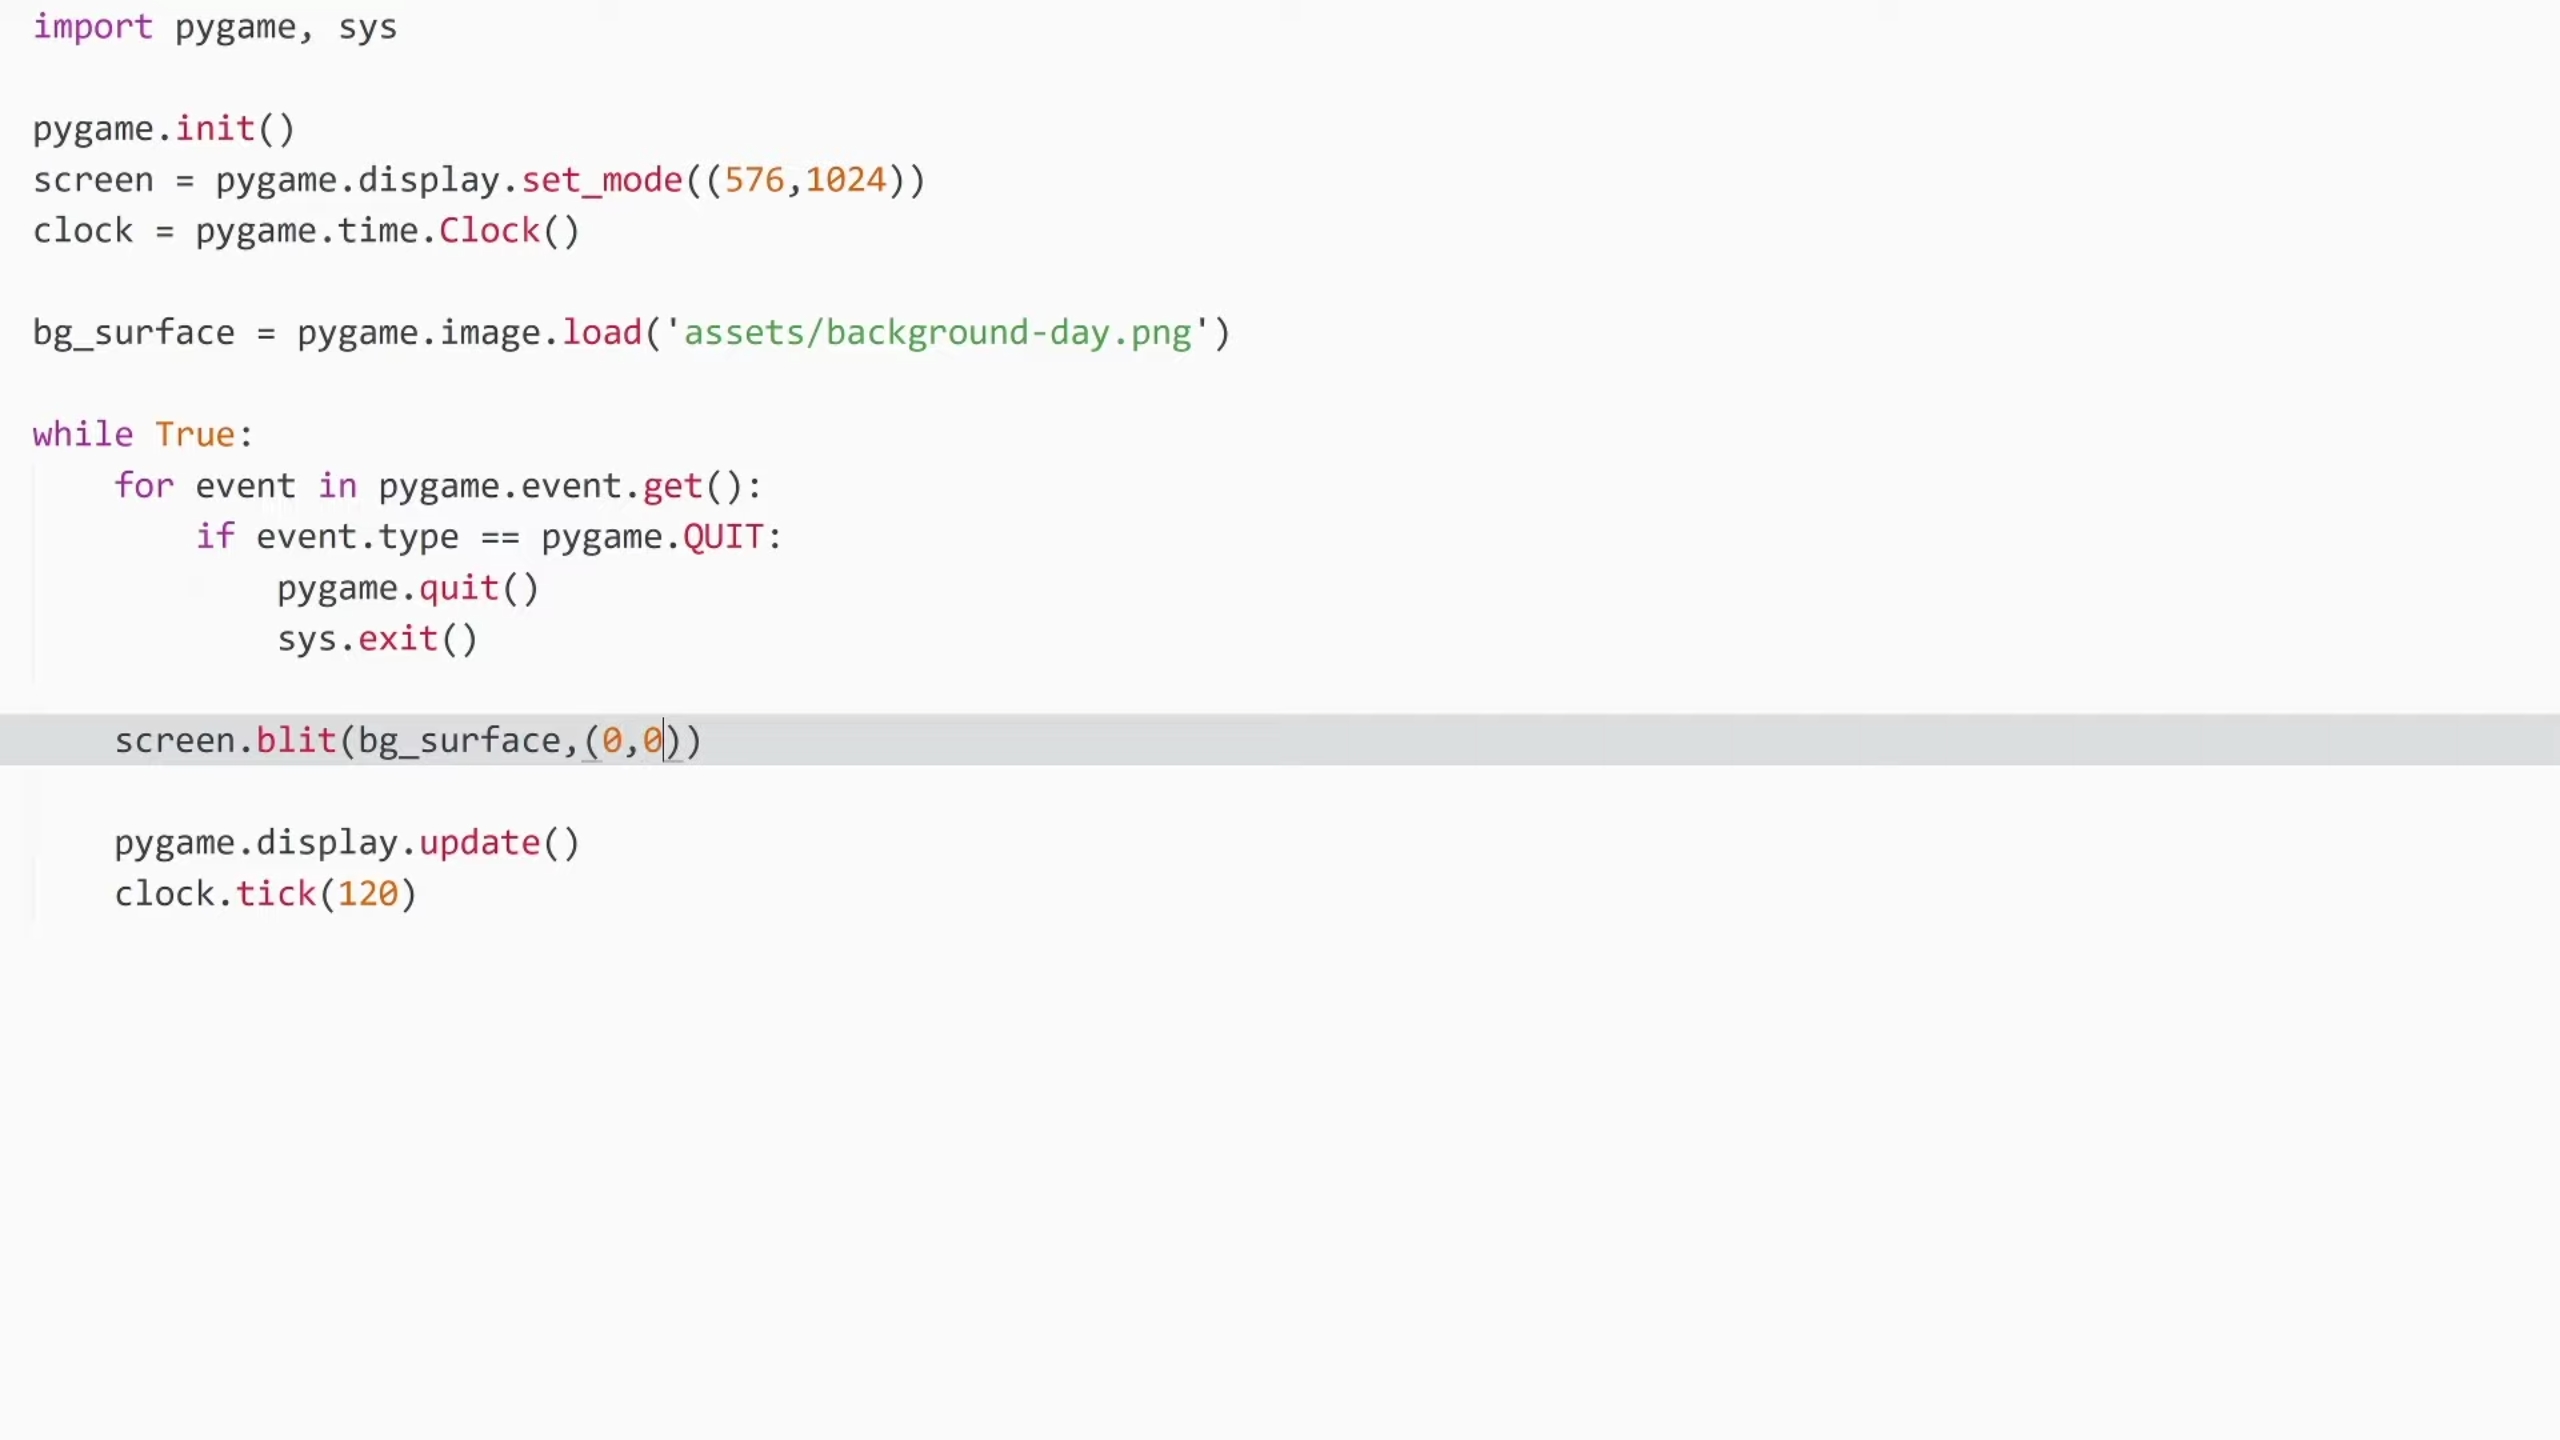 import pygame, sys
pygame.init()
screen = pygame.display.set_mode((576,1024))
clock = pygame.time.Clock()
bg_surface = pygame.image.load('assets/background-day.png')
while True:
    for event in pygame.event.get():
        if event.type == pygame.QUIT:
            pygame.quit()
            sys.exit()
    screen.blit(bg_surface,(0,0))
    pygame.display.update()
    clock.tick(120)